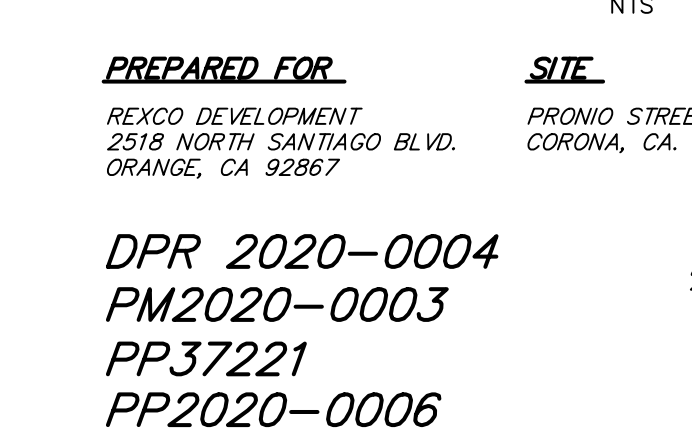 NTS
PREPARED FOR
REXCO DEVELOPMENT
2518 NORTH SANTIAGO BLVD.
ORANGE, CA 92867
SITE
PRONIO
CORONA, CA.
DPR 2020-0004
PM2020-0003
PP37221
PP2020-0006